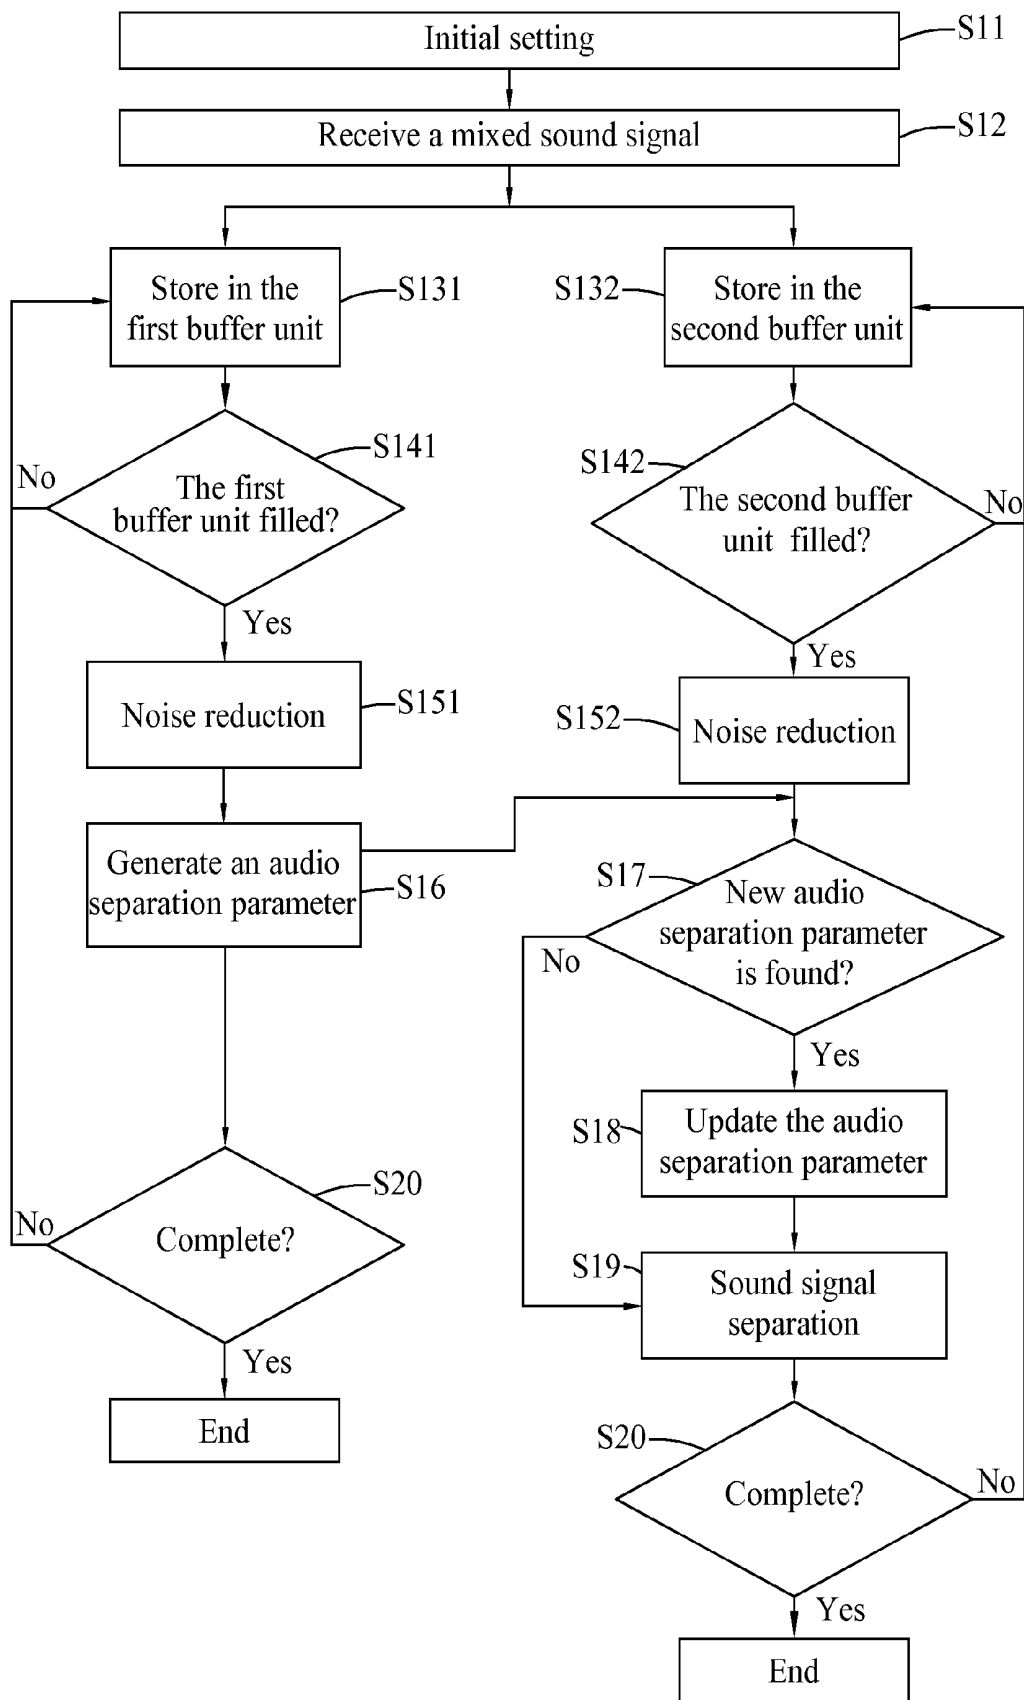 Initial setting
S11
Receive a mixed sound signal
S12
Store in the
first buffer unit
S131
S132
Store in the
second buffer unit
S141
No
The first
buffer unit filled?
Yes
S142
The second buffer
unit filled?
No
Yes
Noise reduction
S151
S152
Noise reduction
Generate an audio
separation parameter
S16
S17
New audio
separation parameter
is found?
No
Yes
S18
Update the audio
separation parameter
S20
No
Complete?
Yes
End
S19
Sound signal
separation
S20
Complete?
No
Yes
End